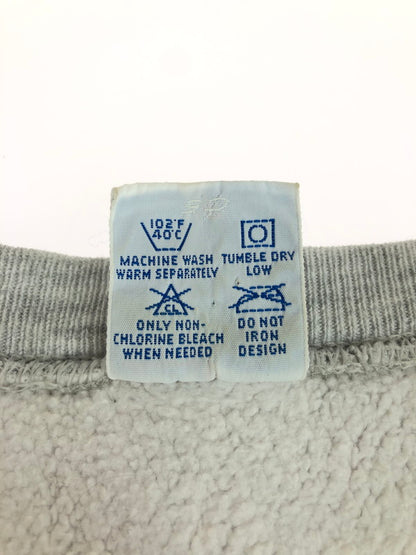 102°F
40°C
MACHINE WASH
WARM SEPARATELY
TUMBLE DRY
LOW
CL
ONLY NON-
CHLORINE BLEACH
WHEN NEEDED
DO NOT
IRON
DESIGN